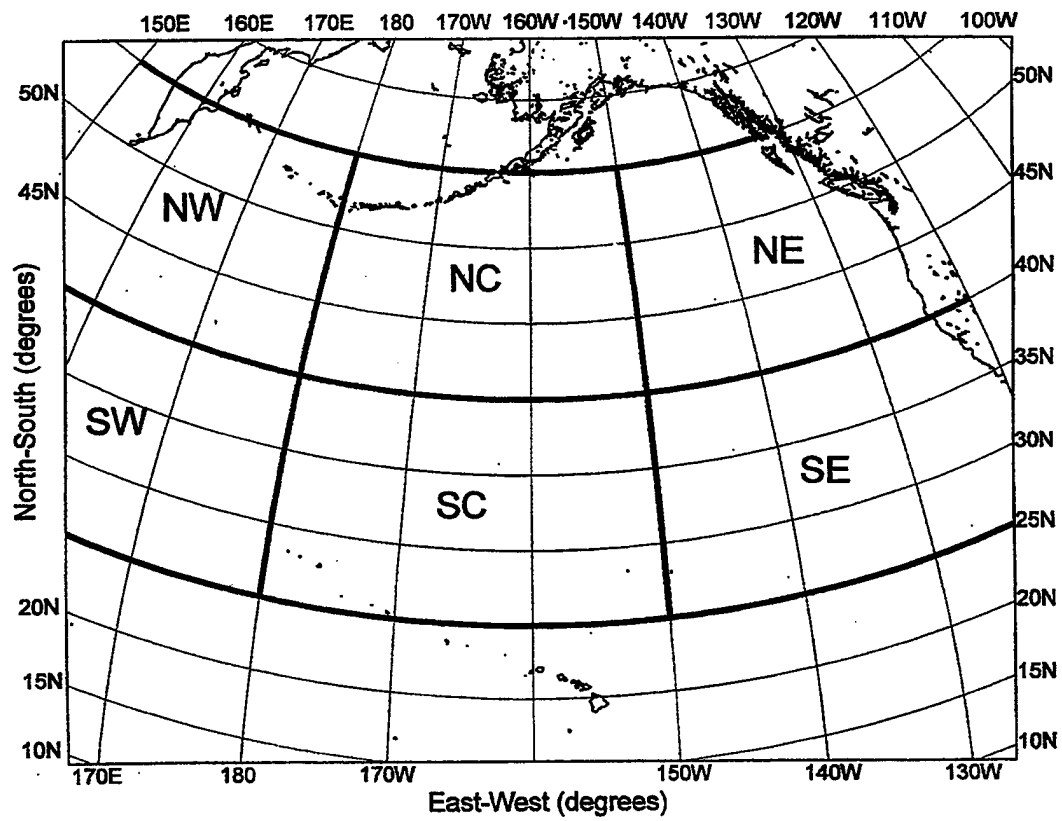 150E 160E 170E 180 170W 160W 150W 140W 130W 120W 110W 100W
50N 50N
45N 45N
NW
NE
40N
NC
35N
SW
30N
SE
SC
25N
20N 20N
15N 15N
10N 10N
170E 180 170W 150W 140W 130W
East-West (degrees)
North-South (degrees)